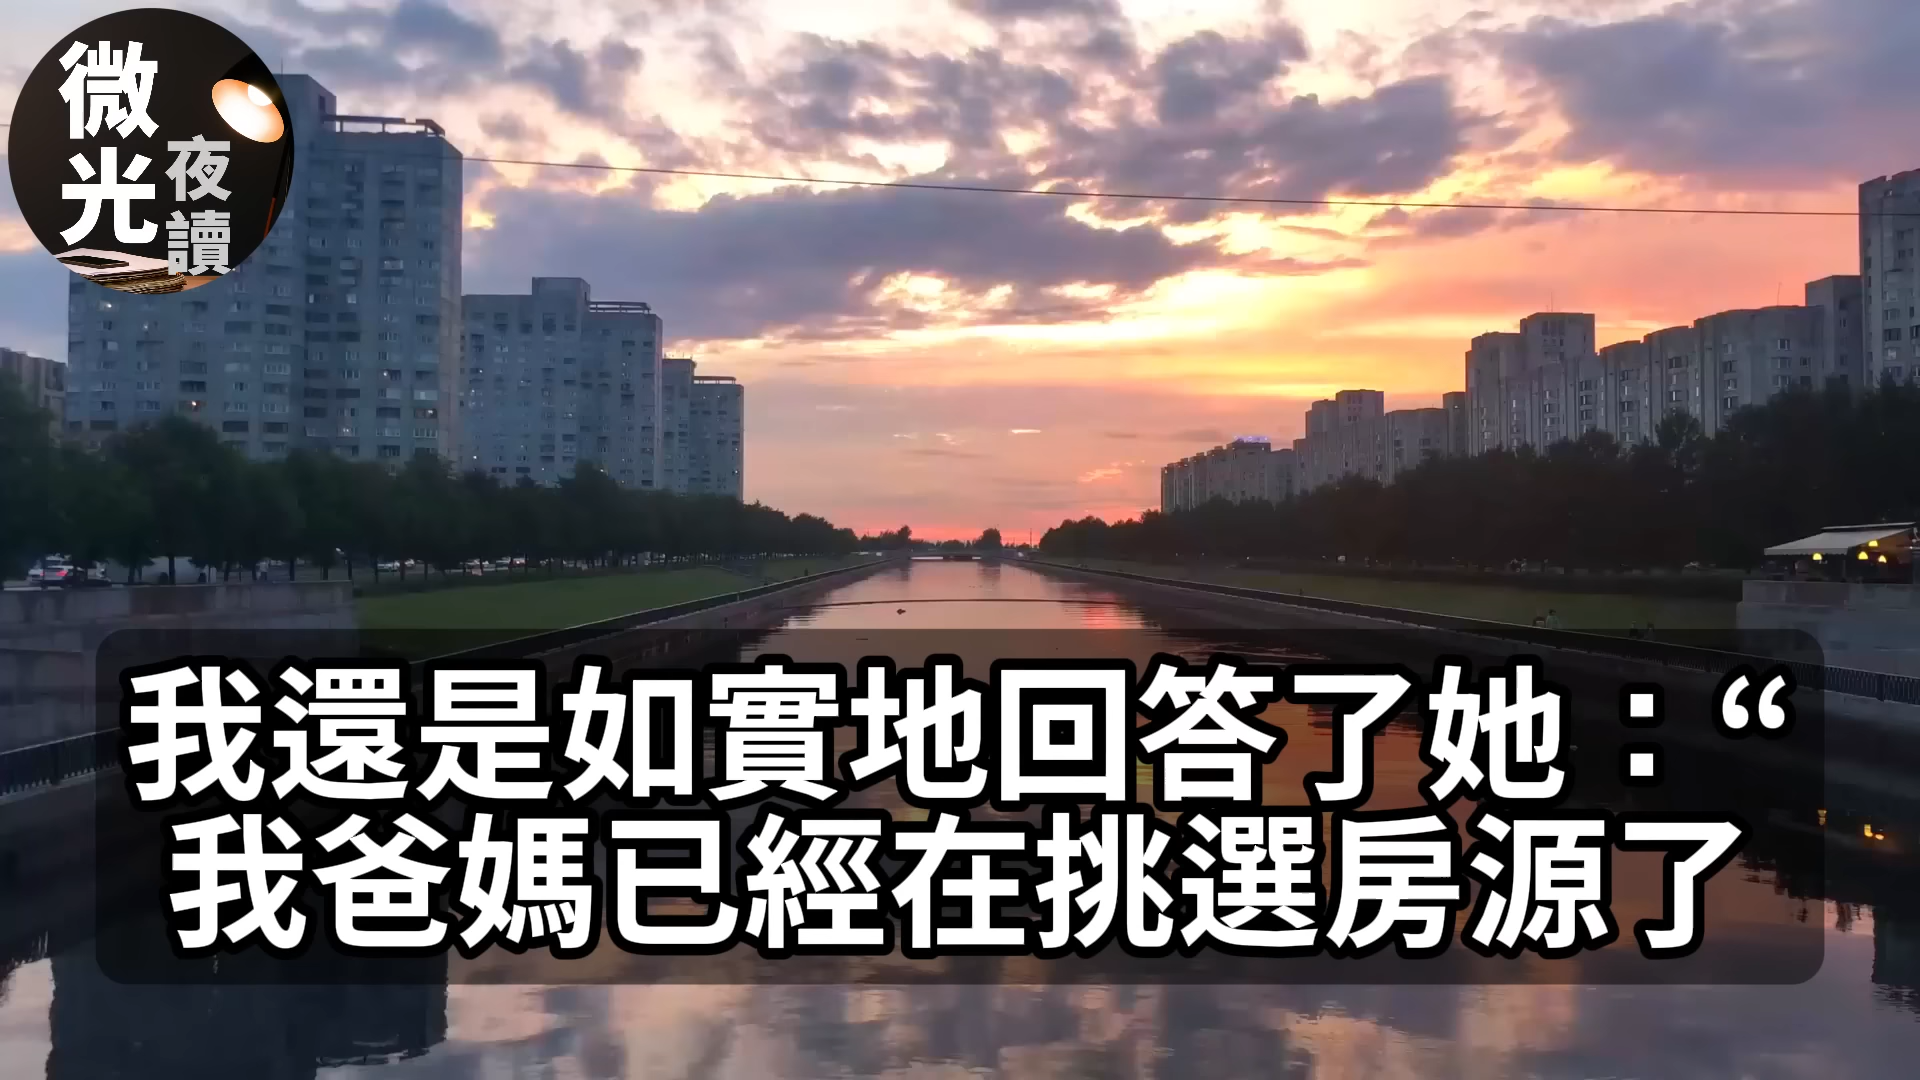 微光
夜讀
我還是如實地回答了她：“
我爸媽已經在挑選房源了